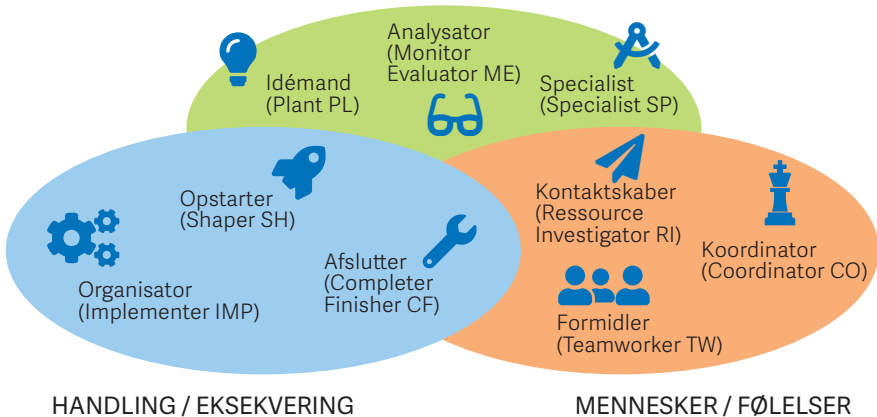 Idémand
(Plant PL)
Analysator
(Monitor
Evaluator ME)
Specialist
(Specialist SP)
Opstarter
(Shaper SH)
Organisator
(Implementer IMP)
Afslutter
(Completer
Finisher CF)
Kontaktskaber
(Ressource
Investigator RI)
Koordinator
(Coordinator CO)
Formidler
(Teamworker TW)
HANDLING / EKSEKVERING
MENNESKER / FØLELSER